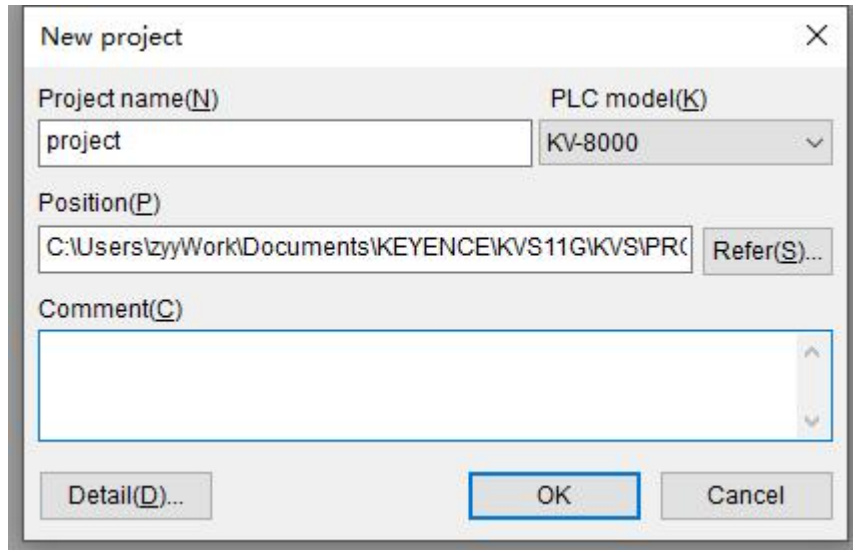 New project
Project name(N) PLC model(K)
project KV-8000
Position(P)
C:\Users\zyyWork\Documents\KEYENCE\KVS11G\KVS\PRO Refer(S)...
Comment(C)
Detail(D)... OK Cancel